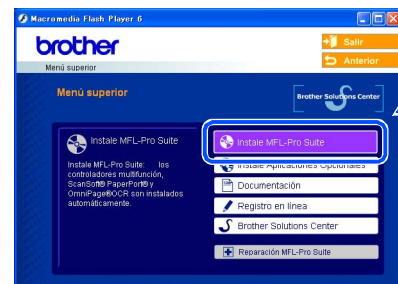 Macromedia Flash Player 6
brother
Salir
Menú superior
Anterior
Menú superior
Brother Solutions Center
Instale MFL-Pro Suite
Instale MFL-Pro Suite: los
controladores multifunción,
ScanSoft® PaperPort® y
OmniPage®OCR son instalados
automáticamente.
Instale MFL-Pro Suite
Instale Aplicaciones Opcionales
Documentación
Registro en línea
Brother Solutions Center
Reparación MFL-Pro Suite